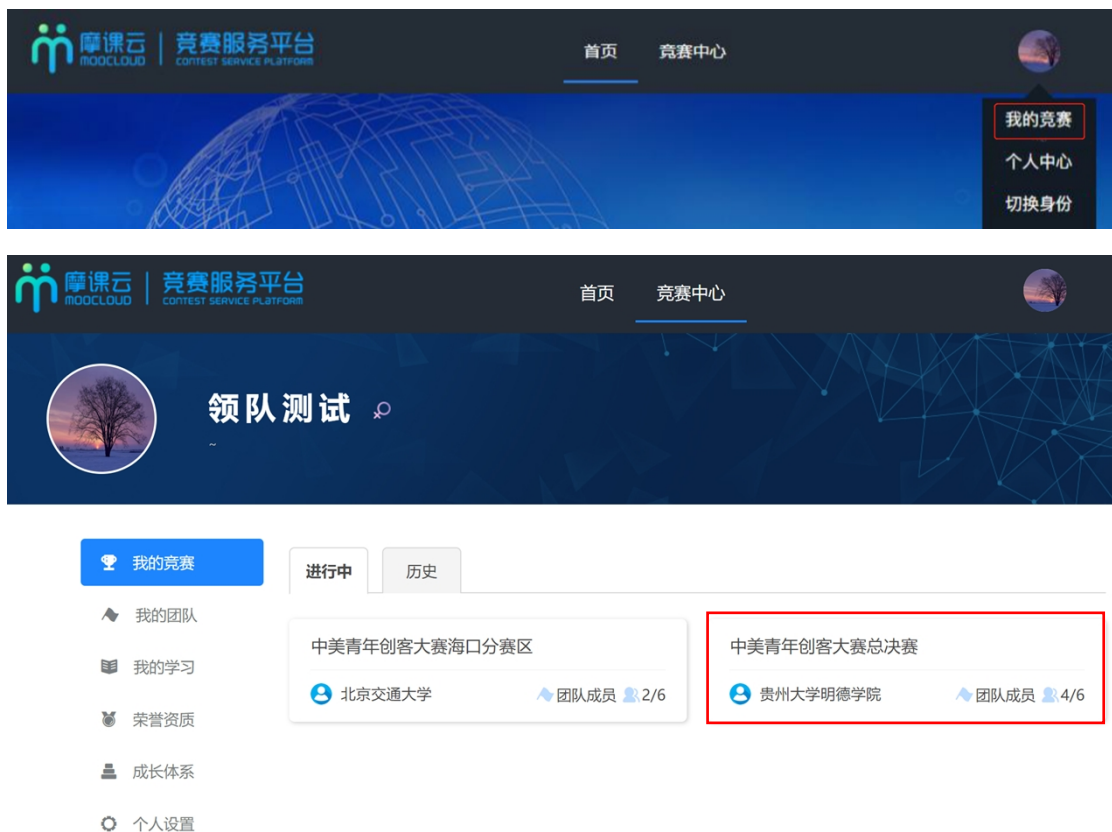 摩课云 | 竞赛服务平台
MOOCLOUD CONTEST SERVICE PLATFORM
首页 竞赛中心
我的竞赛
个人中心
切换身份
摩课云 | 竞赛服务平台
MOOCLOUD CONTEST SERVICE PLATFORM
首页 竞赛中心
领队测试
~
我的竞赛
我的团队
我的学习
荣誉资质
成长体系
个人设置
进行中 历史
中美青年创客大赛海口分赛区
北京交通大学 团队成员 2/6
中美青年创客大赛总决赛
贵州大学明德学院 团队成员 4/6